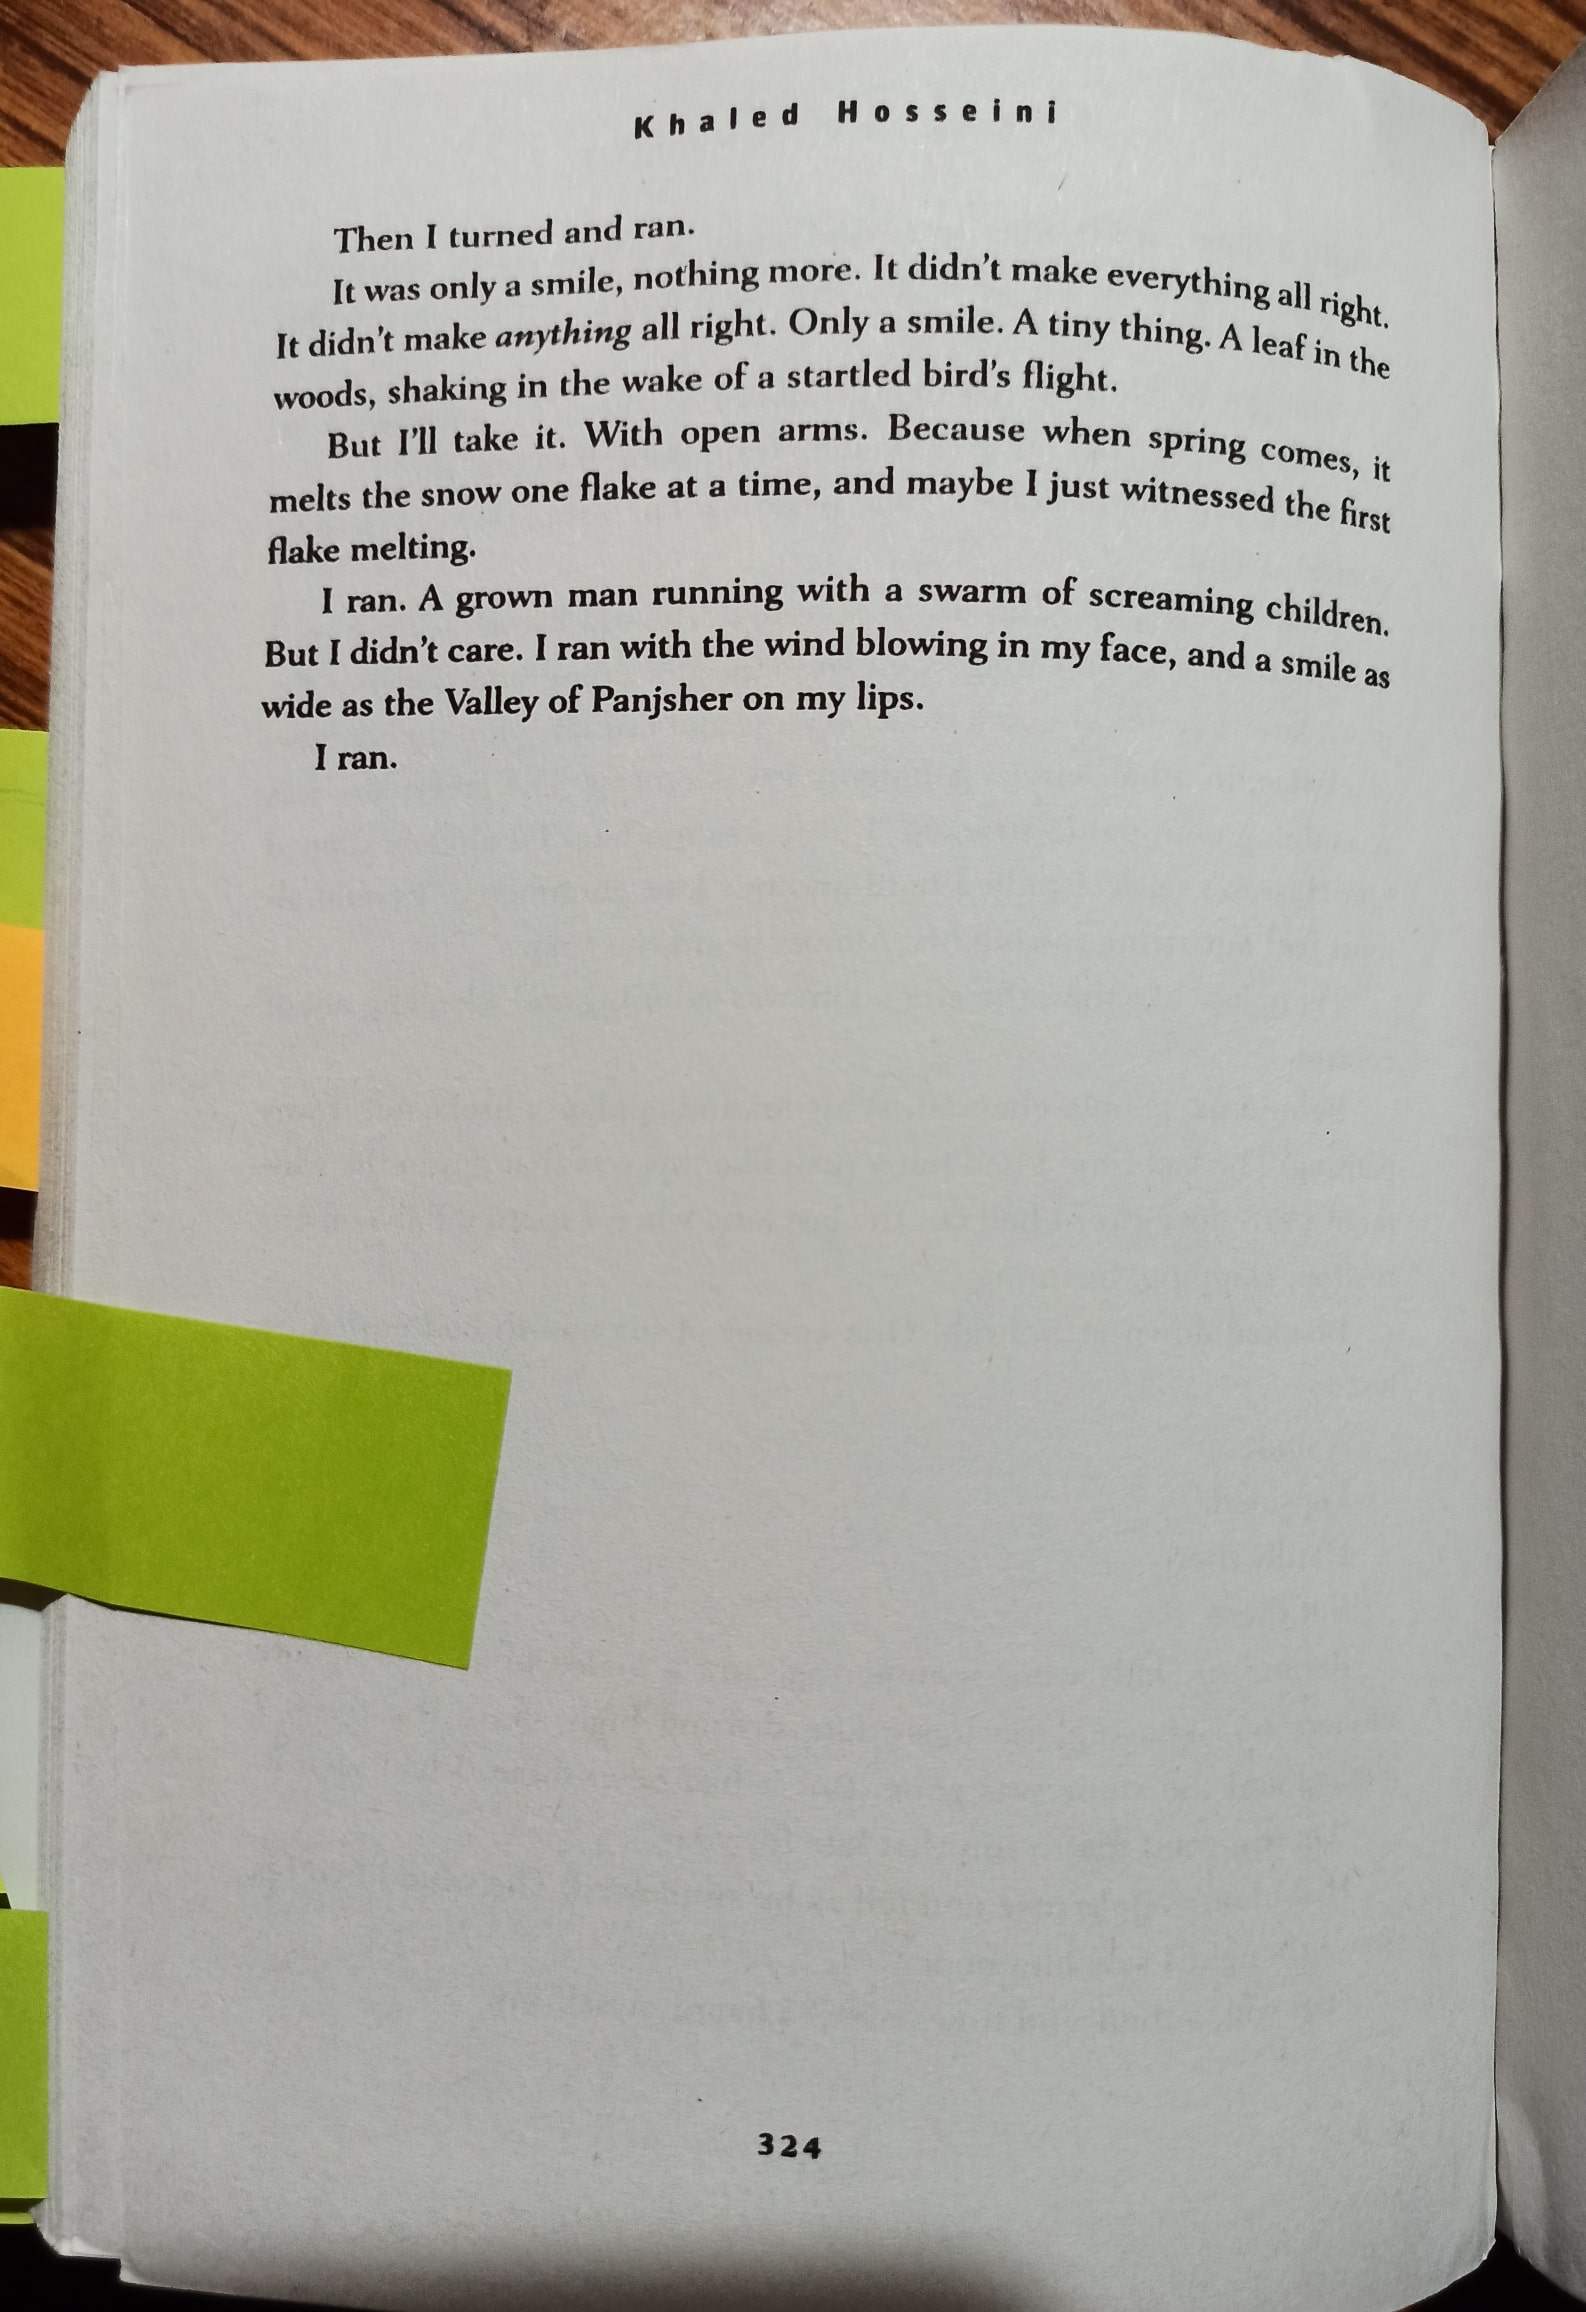 Khaled Hosseini
Then I turned and ran.
It was only a smile, nothing more. It didn't make everything all right.
It didn't make anything all right. Only a smile. A tiny thing. A leaf in the
woods, shaking in the wake of a startled bird's flight.
But I'll take it. With open arms. Because when spring comes, it
melts the snow one flake at a time, and maybe I just witnessed the first
flake melting.
I ran. A grown man running with a swarm of screaming children.
But I didn't care. I ran with the wind blowing in my face, and a smile as
wide as the Valley of Panjsher on my lips.
I ran.
324